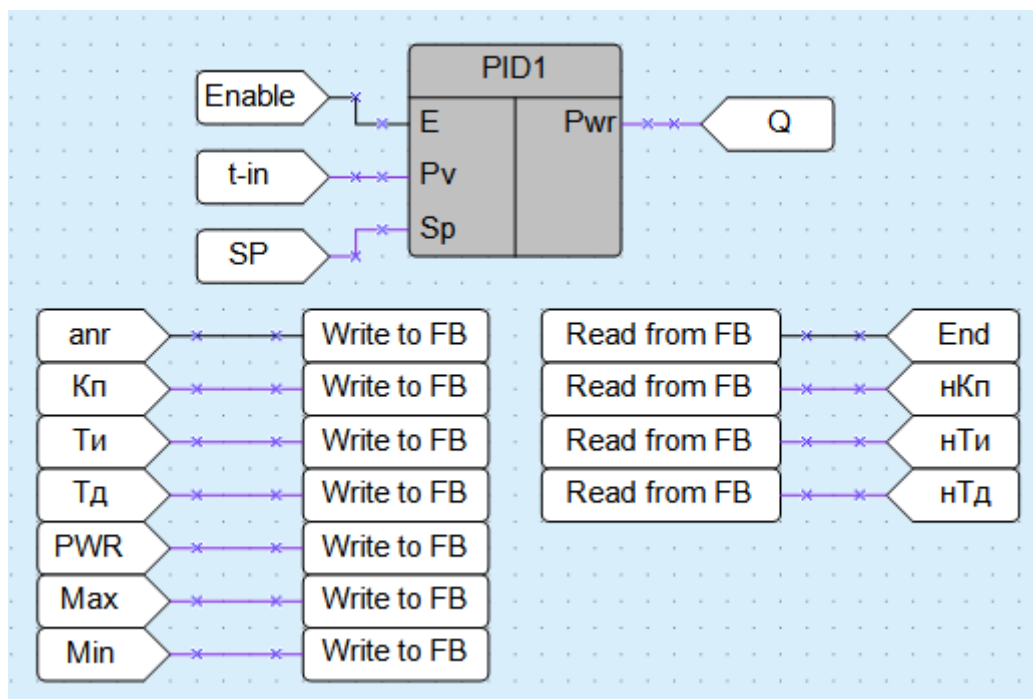 PID1
Enable
E
Pwr
Q
t-in
Pv
SP
Sp
anr
Write to FB
Read from FB
End
Кп
Write to FB
Read from FB
нКп
Ти
Write to FB
Read from FB
нТи
Тд
Write to FB
Read from FB
нТд
PWR
Write to FB
Max
Write to FB
Min
Write to FB